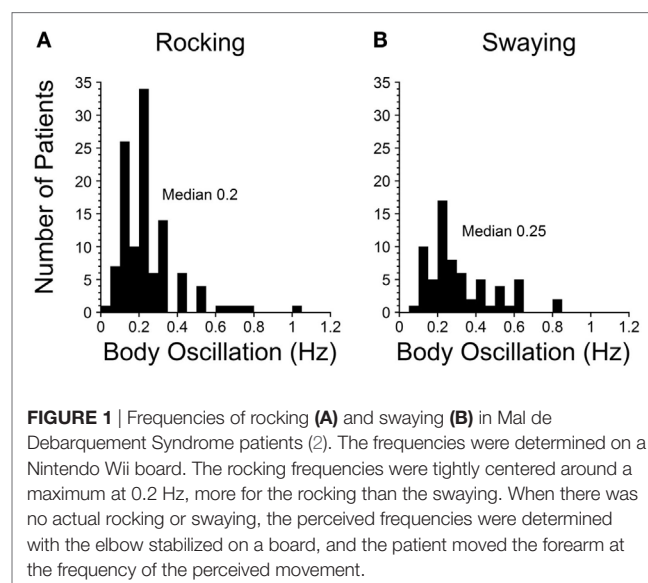 A
Rocking
Number of Patients
35
30
25
20
15
10
5
0
Median 0.2
0 0.2 0.4 0.6 0.8 1 1.2
Body Oscillation (Hz)
B
Swaying
35
30
25
20
15
10
5
0
Median 0.25
0 0.2 0.4 0.6 0.8 1 1.2
Body Oscillation (Hz)
FIGURE 1 | Frequencies of rocking (A) and swaying (B) in Mal de
Debarquement Syndrome patients (2). The frequencies were determined on a
Nintendo Wii board. The rocking frequencies were tightly centered around a
maximum at 0.2 Hz, more for the rocking than the swaying. When there was
no actual rocking or swaying, the perceived frequencies were determined
with the elbow stabilized on a board, and the patient moved the forearm at
the frequency of the perceived movement.